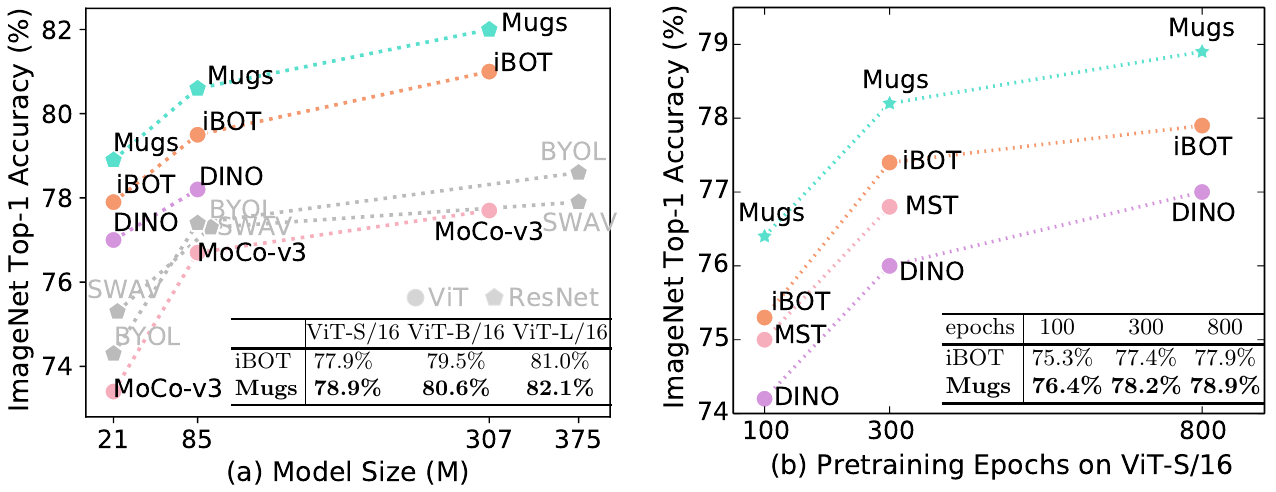 ImageNet Top-1 Accuracy (%)
82
80
78
76
74
Mugs
iBOT
Mugs
iBOT
Mugs
iBOT
DINO
DINO
BYOL
BYOL
SWAV
SWAV
MoCo-v3
MoCo-v3
SWAV
BYOL
MoCo-v3
ViT ResNet
ViT-S/16 ViT-B/16 ViT-L/16
iBOT 77.9% 79.5% 81.0%
Mugs 78.9% 80.6% 82.1%
21 85 307 375
(a) Model Size (M)
ImageNet Top-1 Accuracy (%)
79
78
77
76
75
74
Mugs
Mugs
iBOT
iBOT
MST
DINO
Mugs
DINO
iBOT
MST
DINO
epochs 100 300 800
iBOT 75.3% 77.4% 77.9%
Mugs 76.4% 78.2% 78.9%
100 300 800
(b) Pretraining Epochs on ViT-S/16